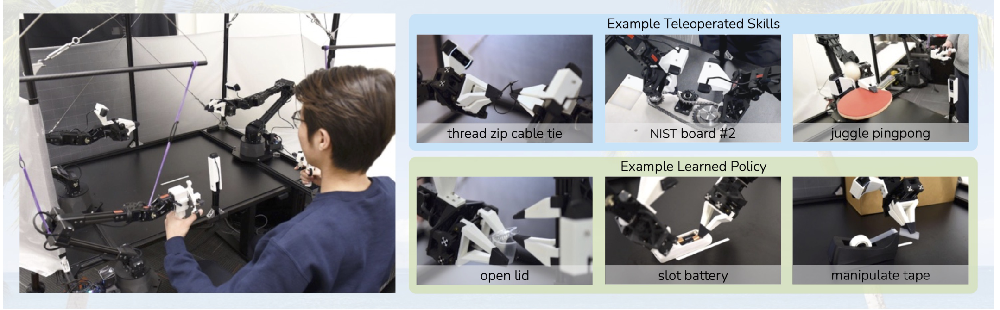 Example Teleoperated Skills
thread zip cable tie
NIST board #2
juggle pingpong
Example Learned Policy
open lid
slot battery
manipulate tape